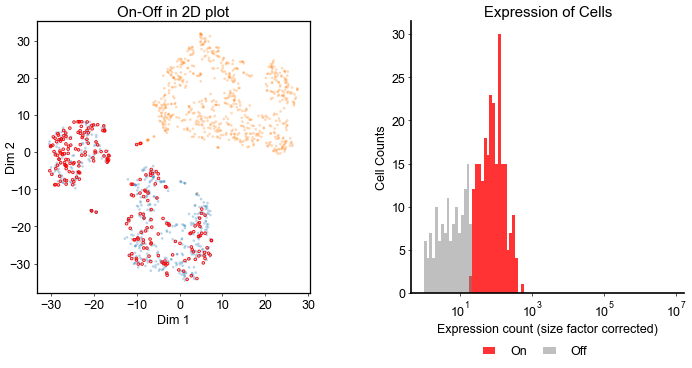 On-Off in 2D plot
30
20
10
0
−10
−20
−30
Dim 2
−30 −20 −10 0 10 20 30
Dim 1
Expression of Cells
30
25
20
15
10
5
0
Cell Counts
10^1 10^3 10^5 10^7
Expression count (size factor corrected)
On Off